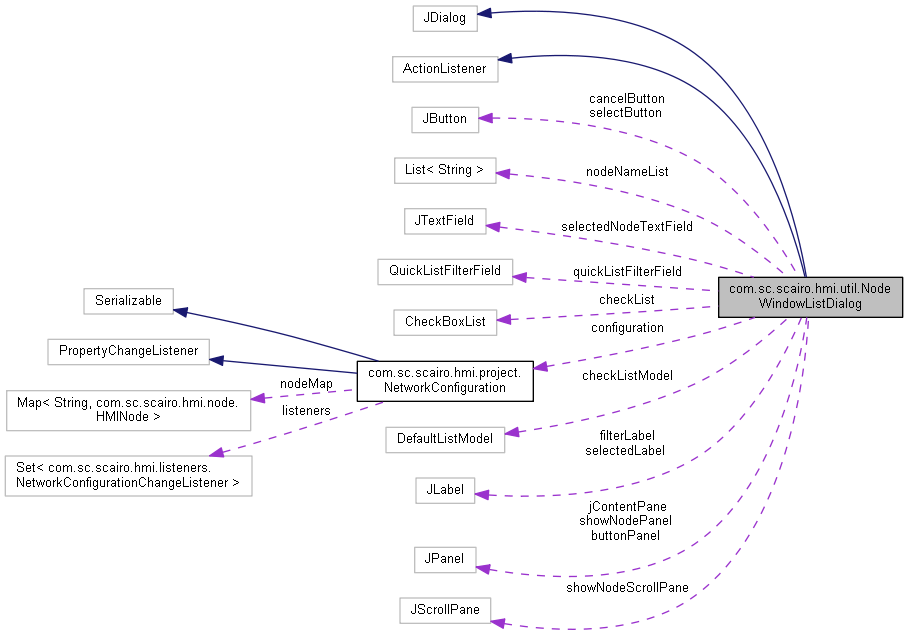 JDialog
ActionListener
cancelButton
selectButton
JButton
List< String >
nodeNameList
JTextField
selectedNodeTextField
QuickListFilterField
quickListFilterField
com.sc.scairo.hmi.util.Node
WindowListDialog
Serializable
checkList
CheckBoxList
configuration
PropertyChangeListener
com.sc.scairo.hmi.project.
NetworkConfiguration
nodeMap
checkListModel
Map< String, com.sc.scairo.hmi.node.
HMINode >
listeners
DefaultListModel
filterLabel
selectedLabel
Set< com.sc.scairo.hmi.listeners.
NetworkConfigurationChangeListener >
JLabel
jContentPane
showNodePanel
buttonPanel
JPanel
showNodeScrollPane
JScrollPane